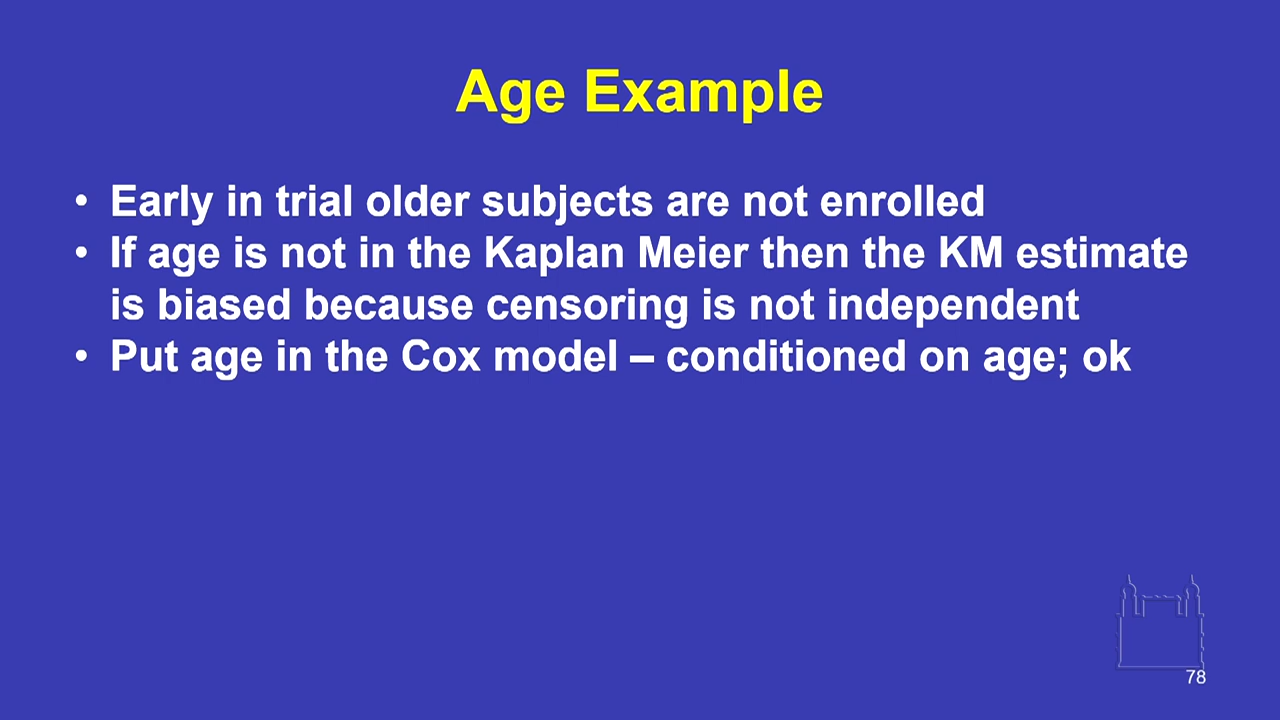 Age Example
• Early in trial older subjects are not enrolled
• If age is not in the Kaplan Meier then the KM estimate
is biased because censoring is not independent
• Put age in the Cox model – conditioned on age; ok
78